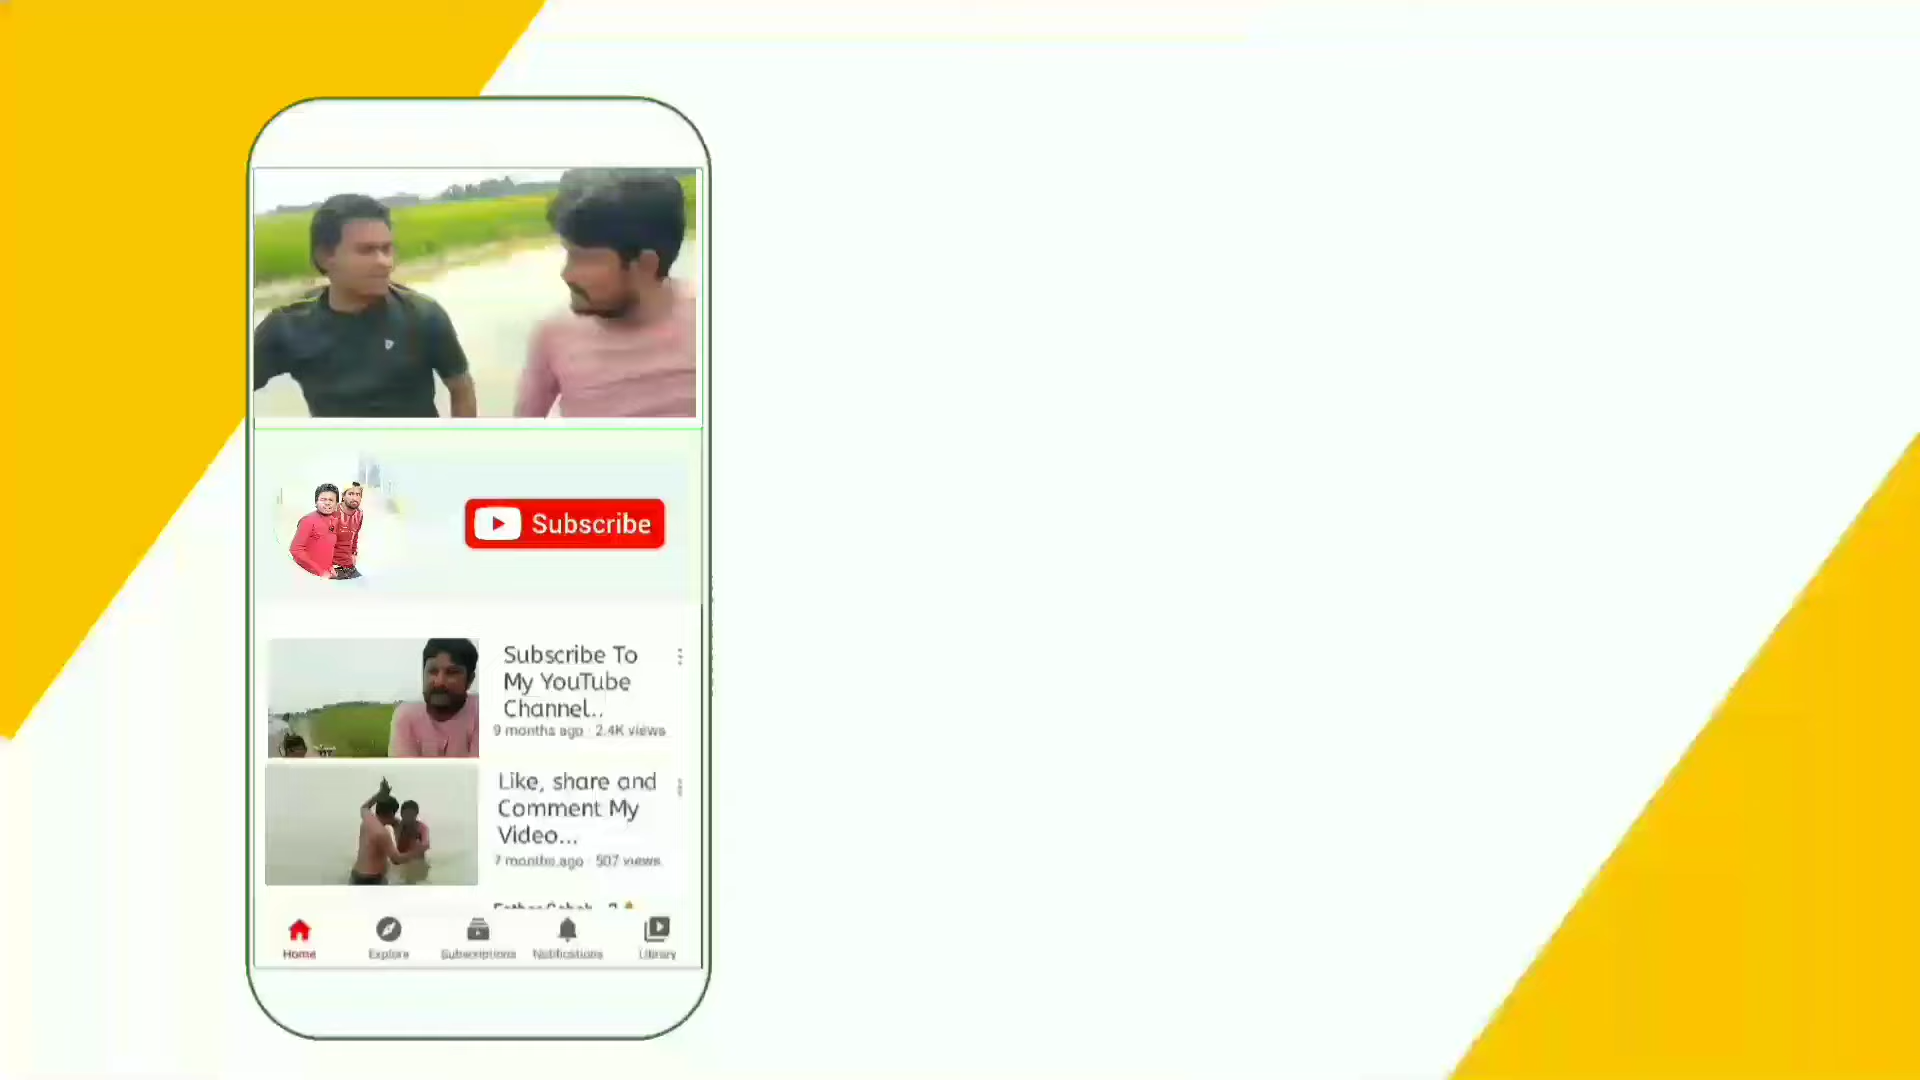 Subscribe
Subscribe To
My YouTube
Channel..
9 months ago · 2.4K views
Like, share and
Comment My
Video...
7 months ago · 507 views
Home
Explore
Subscriptions
Notifications
Library